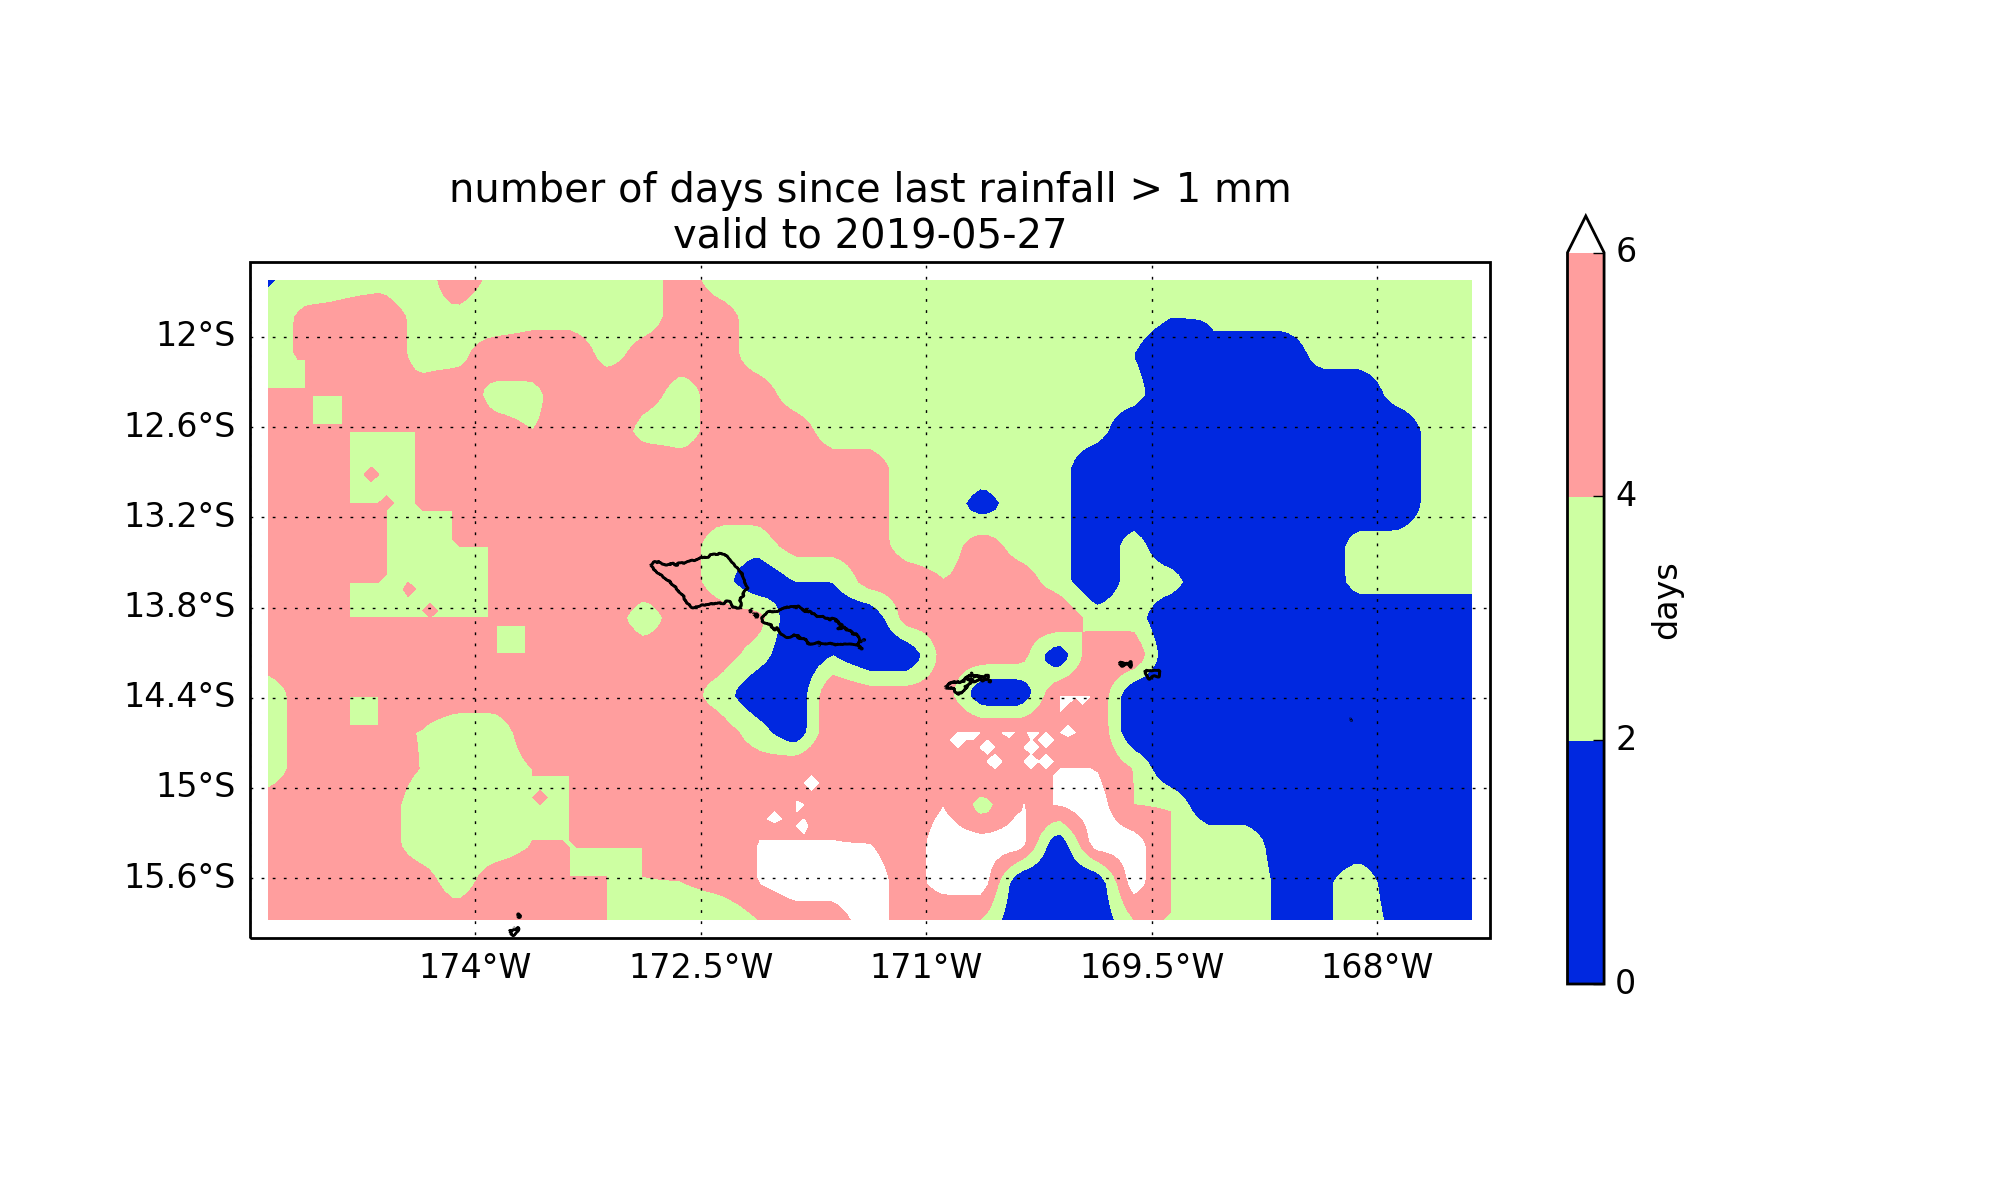 number of days since last rainfall > 1 mm
valid to 2019-05-27
12°S
12.6°S
13.2°S
13.8°S
14.4°S
15°S
15.6°S
174°W 172.5°W 171°W 169.5°W 168°W
6
4
2
0
days